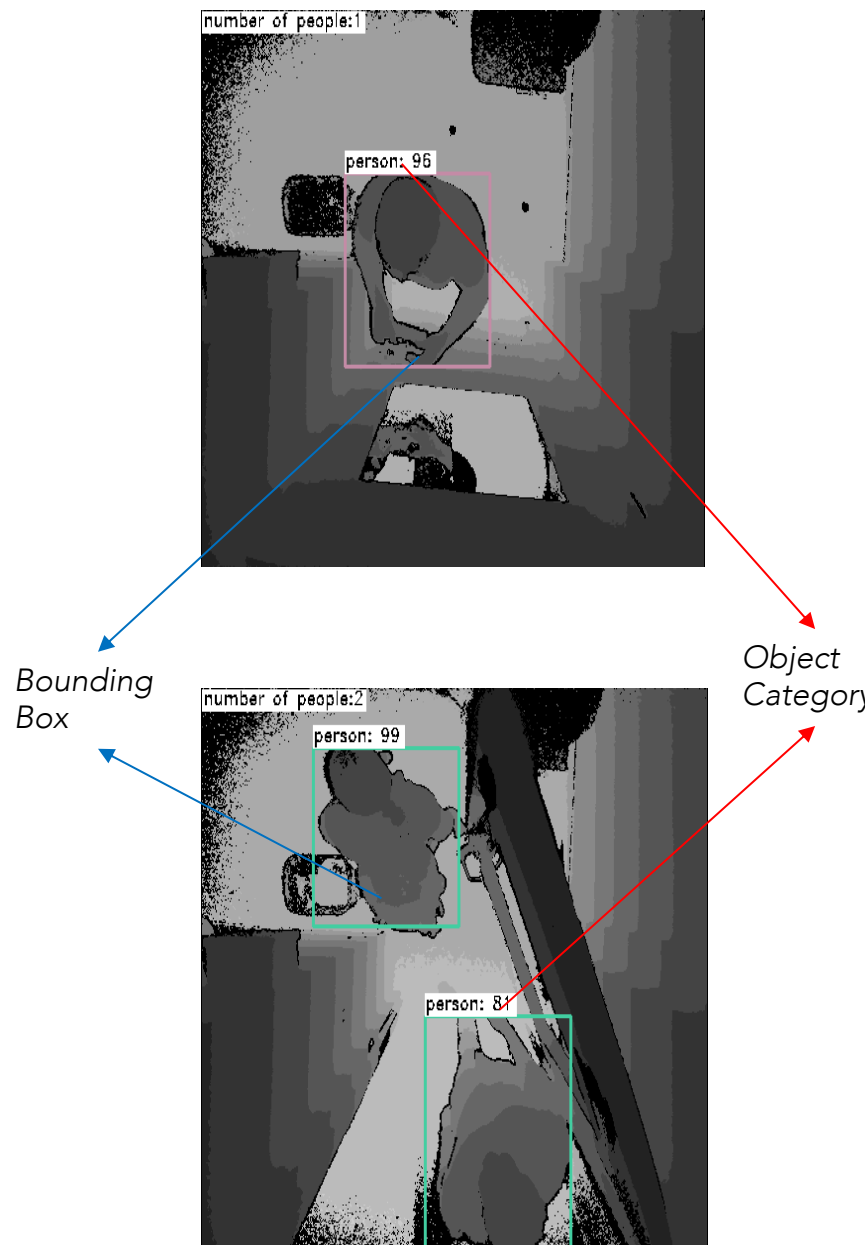 number of people:1
person: 96
Bounding
Box
Object
Category
number of people:2
person: 99
person: 81